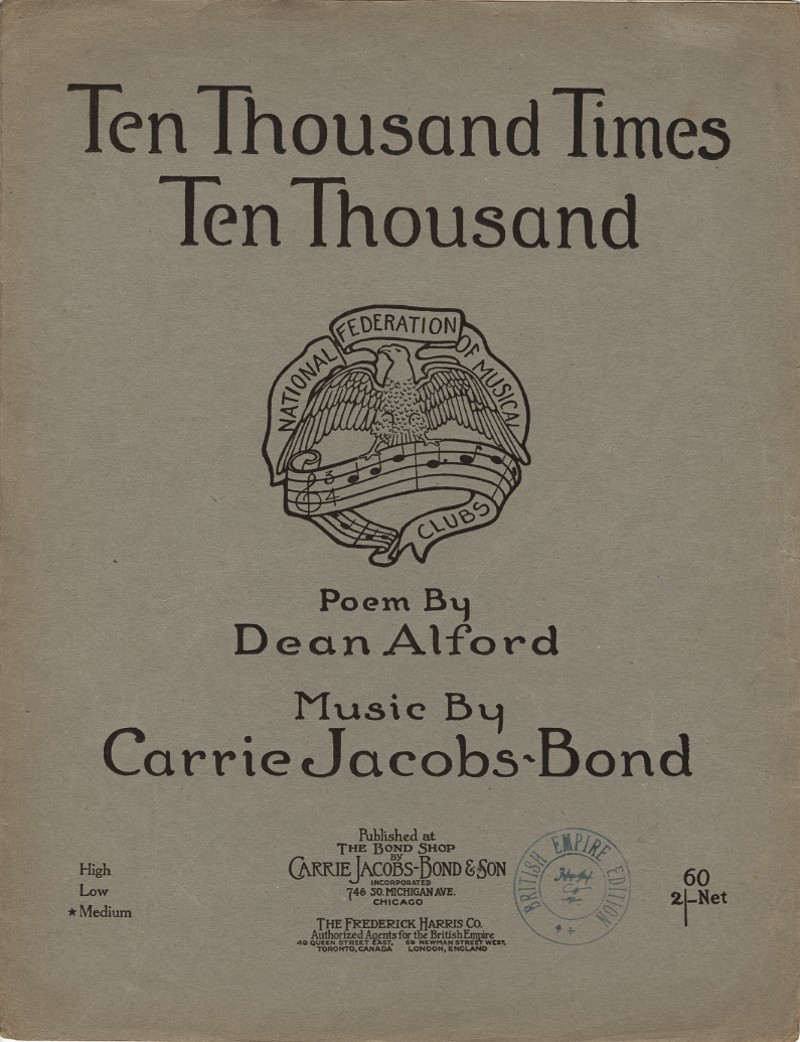 Ten Thousand Times
Ten Thousand
NATIONAL FEDERATION OF MUSICAL
CLUBS
3
4
Poem By
Dean Alford
Music By
Carrie Jacobs-Bond
Published at
THE BOND SHOP
BY
CARRIE JACOBS-BOND & SON
INCORPORATED
746 SO. MICHIGAN AVE.
CHICAGO
THE FREDERICK HARRIS CO.
Authorized Agents for the British Empire
40 QUEEN STREET EAST, 89 NEWMAN STREET WEST,
TORONTO, CANADA LONDON, ENGLAND
High
Low
★ Medium
BRITISH EMPIRE EDITION
60
2/- Net